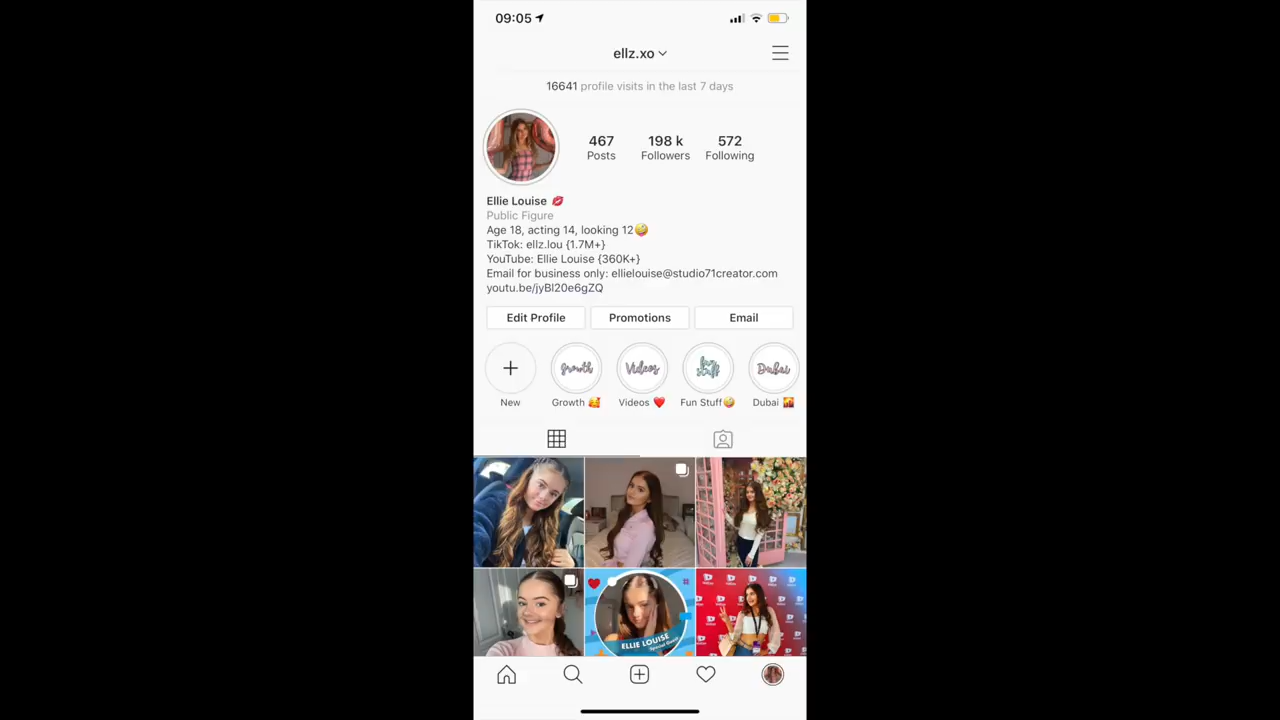 09:05
ellz.xo
16641 profile visits in the last 7 days
467 198 k 572
Posts Followers Following
Ellie Louise 💋
Public Figure
Age 18, acting 14, looking 12🤪
TikTok: ellz.lou {1.7M+}
YouTube: Ellie Louise {360K+}
Email for business only: ellielouise@studio71creator.com
youtu.be/jyBl20e6gZQ
Edit Profile Promotions Email
Growth Videos fun stuff Dubai
New Growth 🥰 Videos ❤️ Fun Stuff🤪 Dubai 🌇
ELLIE LOUISE